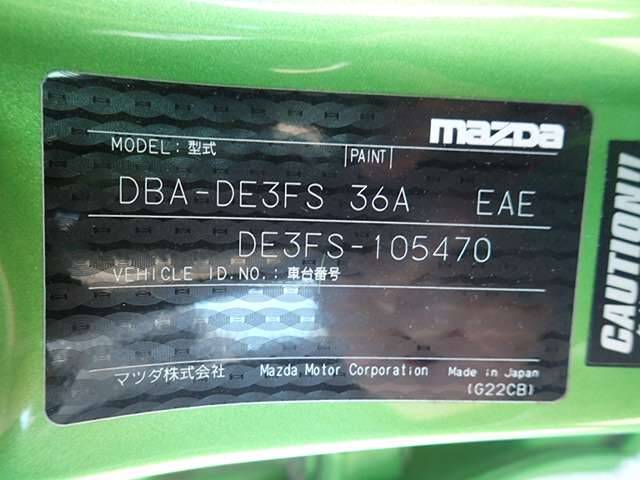 mazda
MODEL: 型式 PAINT
DBA-DE3FS 36A EAE
DE3FS-105470
VEHICLE ID.NO.: 車台番号
マツダ株式会社 Mazda Motor Corporation Made in Japan
(G22CB)
CAUTION!!